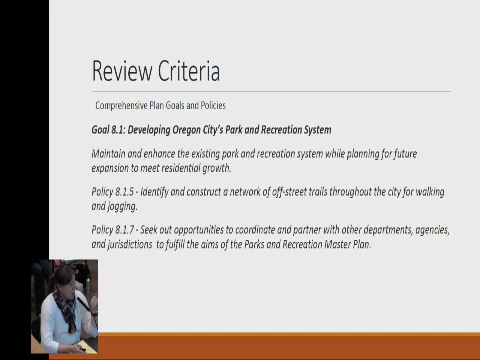 Review Criteria
Comprehensive Plan Goals and Policies
Goal 8.1: Developing Oregon City's Park and Recreation System
Maintain and enhance the existing park and recreation system while planning for future
expansion to meet residential growth.
Policy 8.1.5 - Identify and construct a network of off-street trails throughout the city for walking
and jogging.
Policy 8.1.7 - Seek out opportunities to coordinate and partner with other departments, agencies,
and jurisdictions to fulfill the aims of the Parks and Recreation Master Plan.